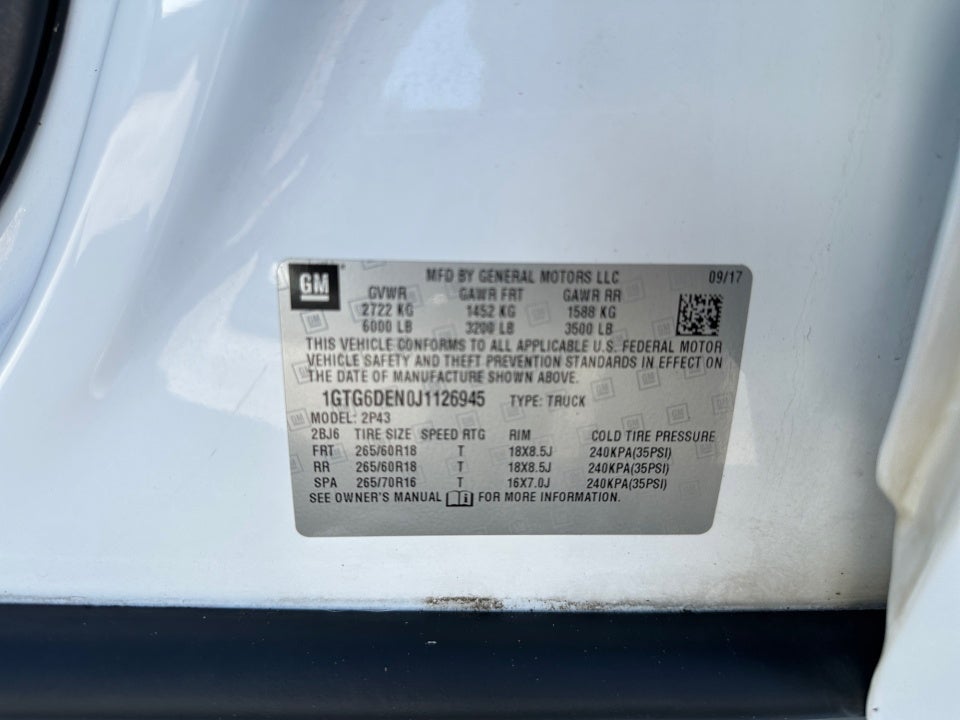 GM
MFD BY GENERAL MOTORS LLC 09/17
GVWR GAWR FRT GAWR RR
2722 KG 1452 KG 1588 KG
6000 LB 3200 LB 3500 LB
THIS VEHICLE CONFORMS TO ALL APPLICABLE U.S. FEDERAL MOTOR
VEHICLE SAFETY AND THEFT PREVENTION STANDARDS IN EFFECT ON
THE DATE OF MANUFACTURE SHOWN ABOVE.
1GTG6DEN0J1126945 TYPE: TRUCK
MODEL: 2P43
2BJ6 TIRE SIZE SPEED RTG RIM COLD TIRE PRESSURE
FRT 265/60R18 T 18X8.5J 240KPA(35PSI)
RR 265/60R18 T 18X8.5J 240KPA(35PSI)
SPA 265/70R16 T 16X7.0J 240KPA(35PSI)
SEE OWNER'S MANUAL FOR MORE INFORMATION.